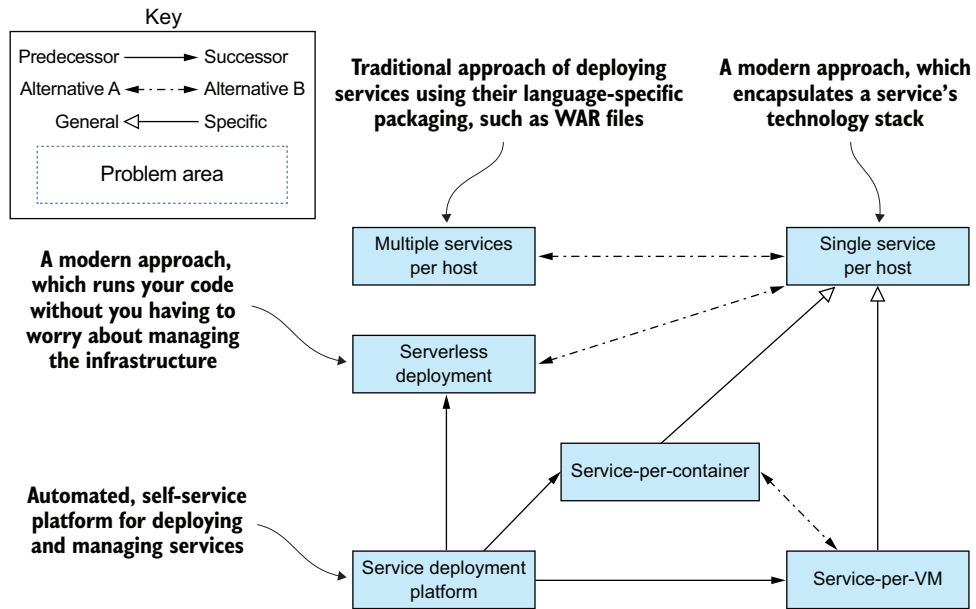 Key
Predecessor
Successor
Alternative A
Alternative B
General
Specific
Problem area
Traditional approach of deploying
services using their language-specific
packaging, such as WAR files
A modern approach, which
encapsulates a service’s
technology stack
Multiple services
per host
Single service
per host
A modern approach,
which runs your code
without you having to
worry about managing
the infrastructure
Serverless
deployment
Service-per-container
Automated, self-service
platform for deploying
and managing services
Service deployment
platform
Service-per-VM